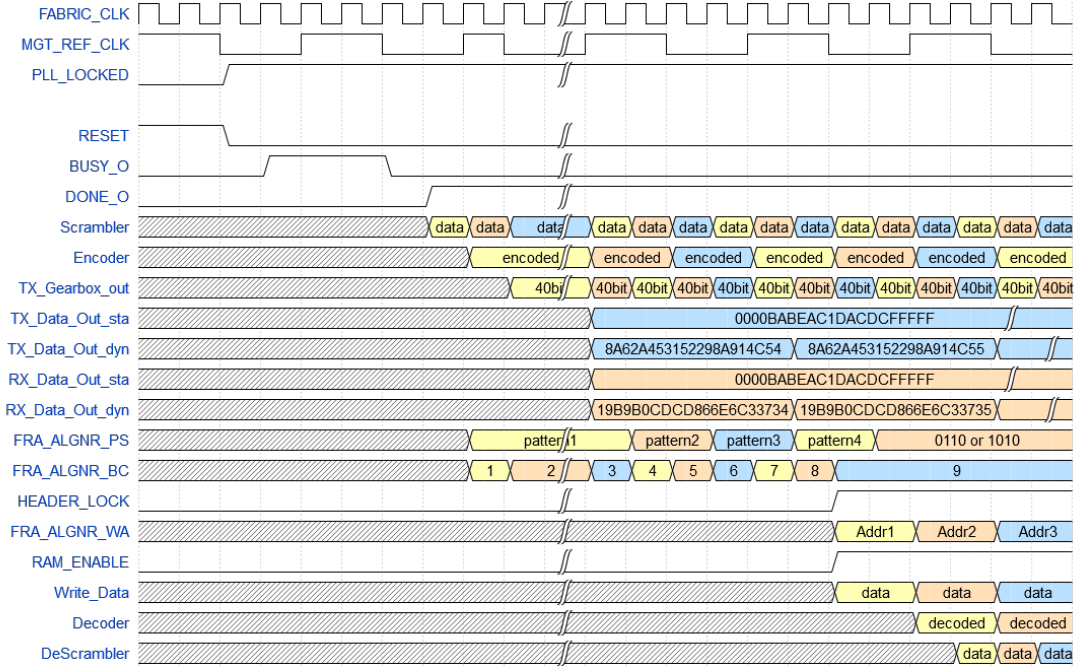 FABRIC_CLK
MGT_REF_CLK
PLL_LOCKED
RESET
BUSY_O
DONE_O
Scrambler data data data data data data data data data data data data data data data
Encoder encoded encoded encoded encoded encoded encoded encoded
TX_Gearbox_out 40bit 40bit 40bit 40bit 40bit 40bit 40bit 40bit 40bit 40bit 40bit 40bit 40bit
TX_Data_Out_sta 0000BABEAC1DACDCFFFFF
TX_Data_Out_dyn 8A62A453152298A914C54 8A62A453152298A914C55
RX_Data_Out_sta 0000BABEAC1DACDCFFFFF
RX_Data_Out_dyn 19B9B0CDCD866E6C33734 19B9B0CDCD866E6C33735
FRA_ALGNR_PS pattern1 pattern2 pattern3 pattern4 0110 or 1010
FRA_ALGNR_BC 1 2 3 4 5 6 7 8 9
HEADER_LOCK
FRA_ALGNR_WA Addr1 Addr2 Addr3
RAM_ENABLE
Write_Data data data data
Decoder decoded decoded
DeScrambler data data data